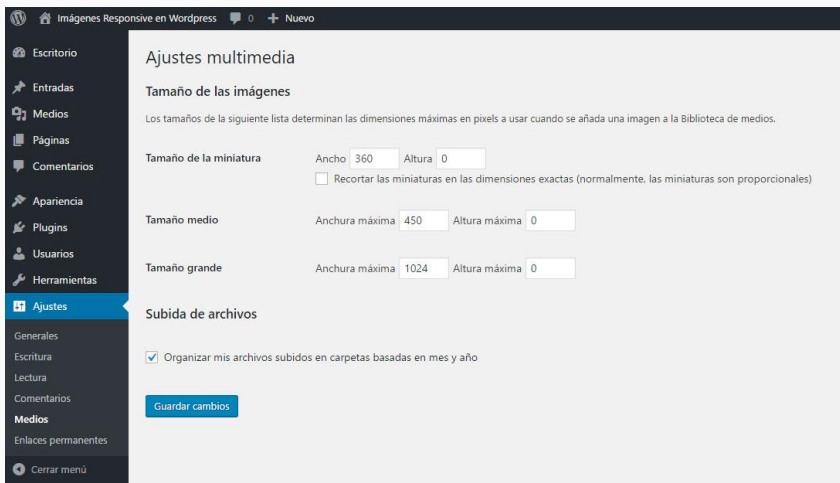 Imágenes Responsive en Wordpress 0 + Nuevo
Escritorio
Entradas
Medios
Páginas
Comentarios
Apariencia
Plugins
Usuarios
Herramientas
Ajustes
Generales
Escritura
Lectura
Comentarios
Medios
Enlaces permanentes
Cerrar menú
Ajustes multimedia
Tamaño de las imágenes
Los tamaños de la siguiente lista determinan las dimensiones máximas en pixels a usar cuando se añada una imagen a la Biblioteca de medios.
Tamaño de la miniatura Ancho 360 Altura 0
Recortar las miniaturas en las dimensiones exactas (normalmente, las miniaturas son proporcionales)
Tamaño medio Anchura máxima 450 Altura máxima 0
Tamaño grande Anchura máxima 1024 Altura máxima 0
Subida de archivos
Organizar mis archivos subidos en carpetas basadas en mes y año
Guardar cambios